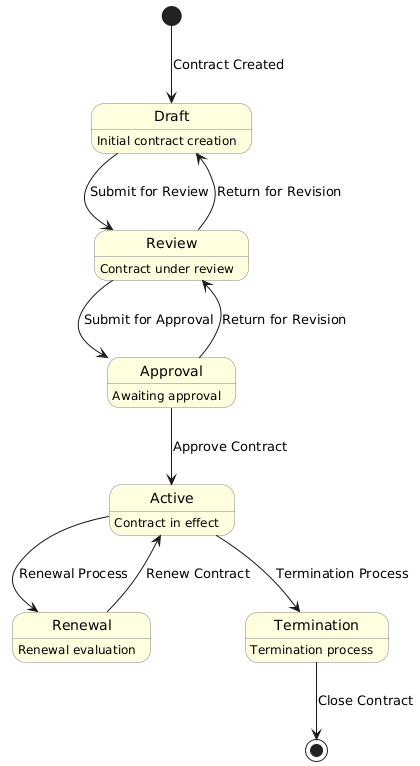 Contract Created
Draft
Initial contract creation
Submit for Review
Return for Revision
Review
Contract under review
Submit for Approval
Return for Revision
Approval
Awaiting approval
Approve Contract
Active
Contract in effect
Renewal Process
Renew Contract
Termination Process
Renewal
Renewal evaluation
Termination
Termination process
Close Contract